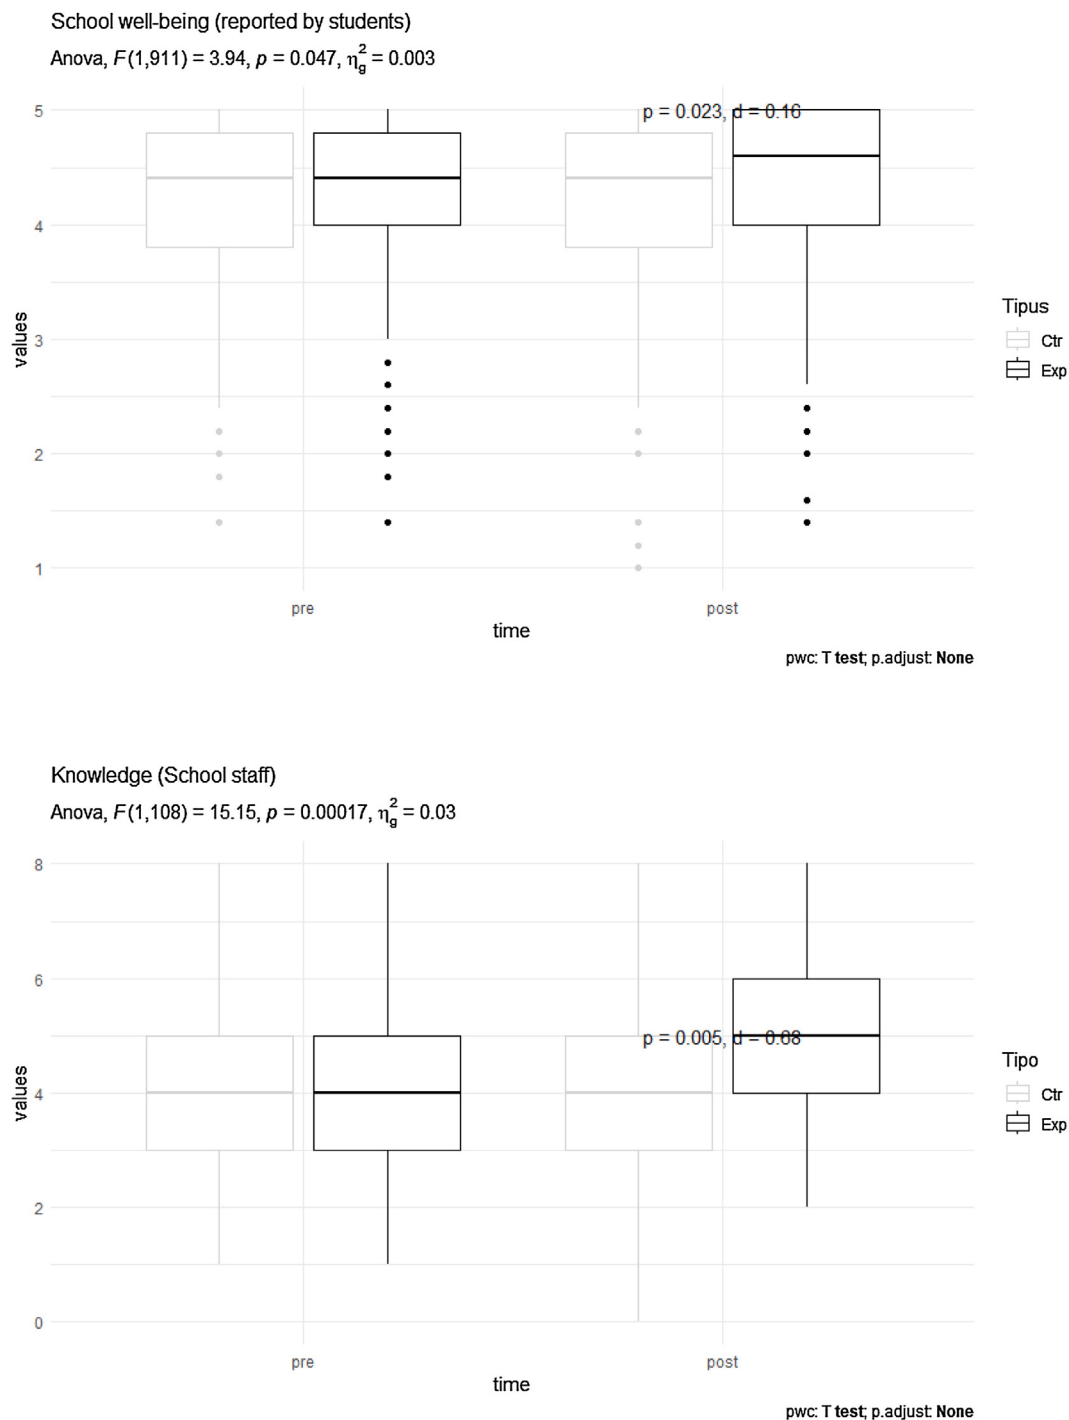 School well-being (reported by students)
Anova, F(1,911) = 3.94, p = 0.047, η²g = 0.003
p = 0.023, d = 0.16
5
4
3
2
1
values
pre
post
time
Tipus
Ctr
Exp
pwc: T test; p.adjust: None
Knowledge (School staff)
Anova, F(1,108) = 15.15, p = 0.00017, η²g = 0.03
8
6
p = 0.005, d = 0.68
4
2
0
values
pre
post
time
Tipo
Ctr
Exp
pwc: T test; p.adjust: None